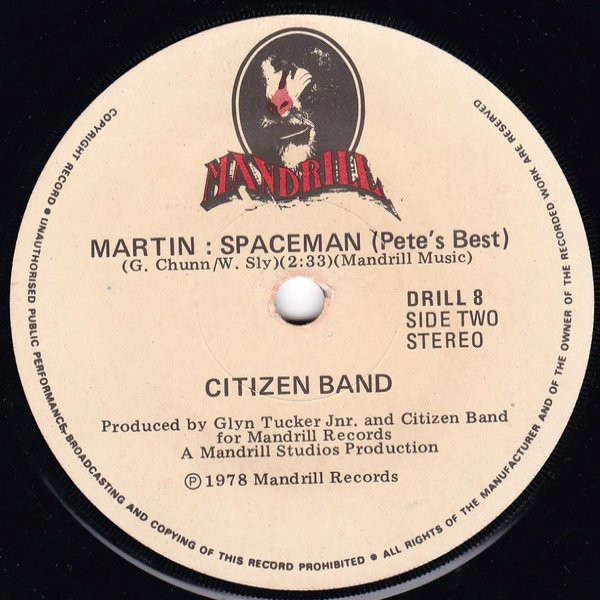 MANDRILL
MARTIN : SPACEMAN (Pete's Best)
(G. Chunn/W. Sly)(2:33)(Mandrill Music)
DRILL 8
SIDE TWO
STEREO
CITIZEN BAND
Produced by Glyn Tucker Jnr. and Citizen Band
for Mandrill Records
A Mandrill Studios Production
Ⓟ 1978 Mandrill Records
COPYRIGHT RECORD ● UNAUTHORISED PUBLIC PERFORMANCE, BROADCASTING AND COPYING OF THIS RECORD PROHIBITED ● ALL RIGHTS OF THE MANUFACTURER AND OF THE OWNER OF THE RECORDED WORK ARE RESERVED